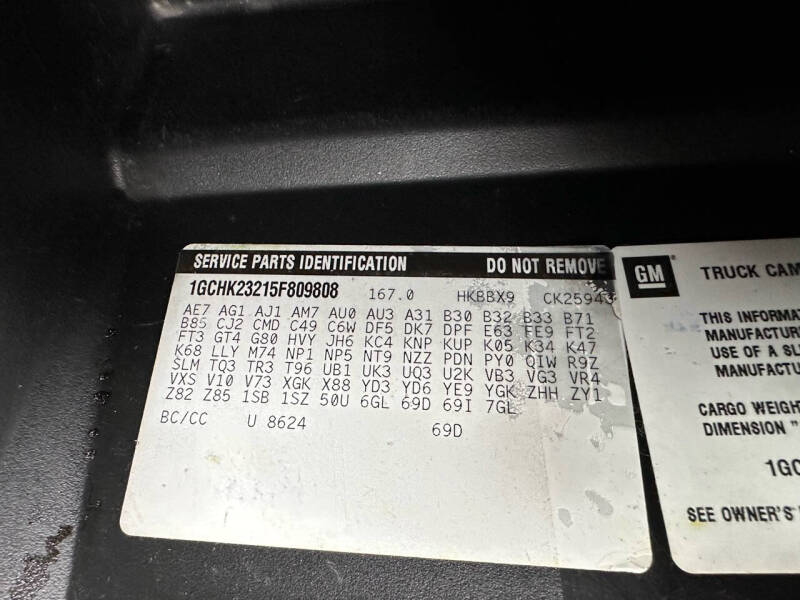 SERVICE PARTS IDENTIFICATION DO NOT REMOVE
1GCHK23215F809808 167.0 HKBBX9 CK25943
AE7 AG1 AJ1 AM7 AU0 AU3 A31 B30 B32 B33 B71
B85 CJ2 CMD C49 C6W DF5 DK7 DPF E63 FE9 FT2
FT3 GT4 G80 HVY JH6 KC4 KNP KUP K05 K34 K47
K68 LLY M74 NP1 NP5 NT9 NZZ PDN PY0 Q1W R9Z
SLM TQ3 TR3 T96 UB1 UK3 UQ3 U2K VB3 VG3 VR4
VXS V10 V73 XGK X88 YD3 YD6 YE9 YGK ZHH ZY1
Z82 Z85 1SB 1SZ 50U 6GL 69D 69I 7GL
BC/CC U 8624 69D
GM TRUCK CAM
THIS INFORMAT
MANUFACTURE
USE OF A SL
MANUFACT
CARGO WEIGH
DIMENSION "
1GC
SEE OWNER'S